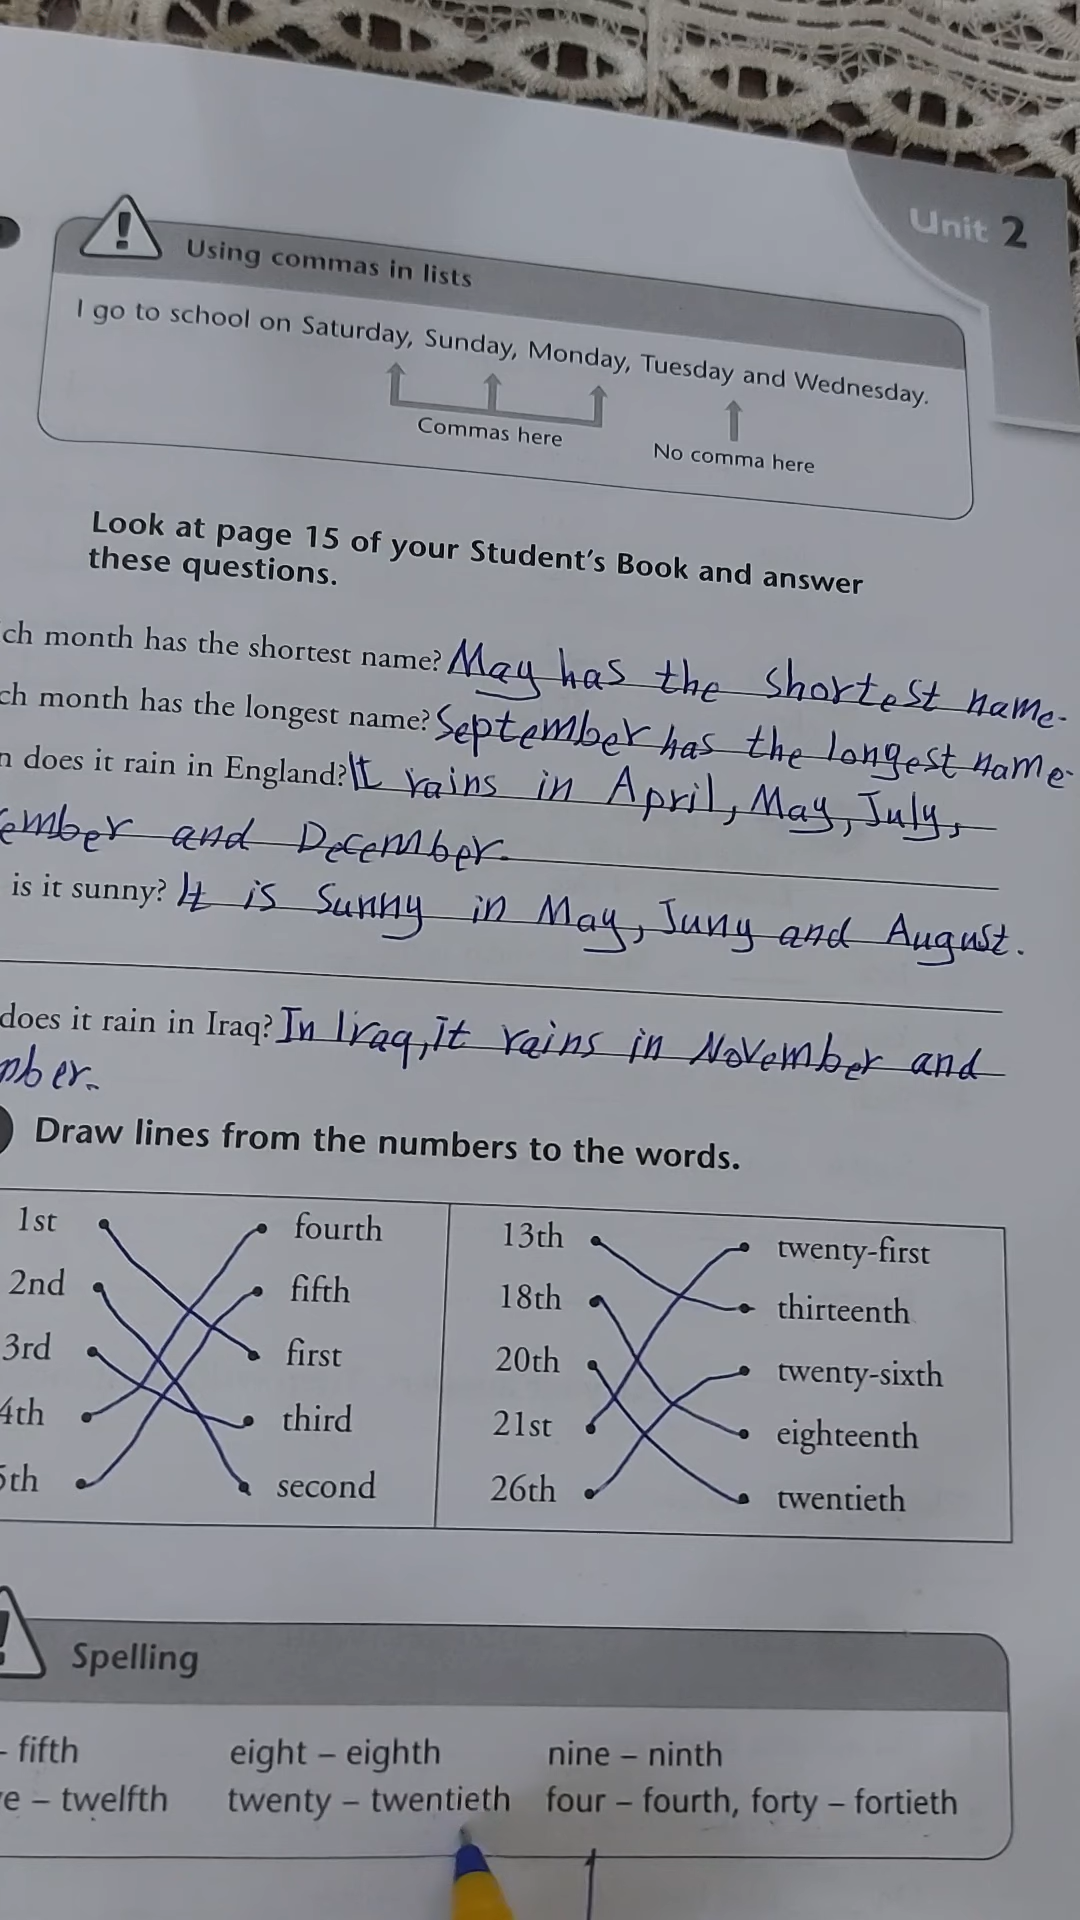 Unit 2
Using commas in lists
I go to school on Saturday, Sunday, Monday, Tuesday and Wednesday.
Commas here
No comma here
Look at page 15 of your Student's Book and answer
these questions.
ch month has the shortest name? May has the shortest name.
ch month has the longest name? September has the longest name.
n does it rain in England? It rains in April, May, July,
ember and December.
is it sunny? It is Sunny in May, Juny and August.
does it rain in Iraq? In Iraq, it rains in November and
mber.
Draw lines from the numbers to the words.
1st fourth 13th twenty-first
2nd fifth 18th thirteenth
3rd first 20th twenty-sixth
4th third 21st eighteenth
5th second 26th twentieth
Spelling
– fifth eight – eighth nine – ninth
e – twelfth twenty – twentieth four – fourth, forty – fortieth